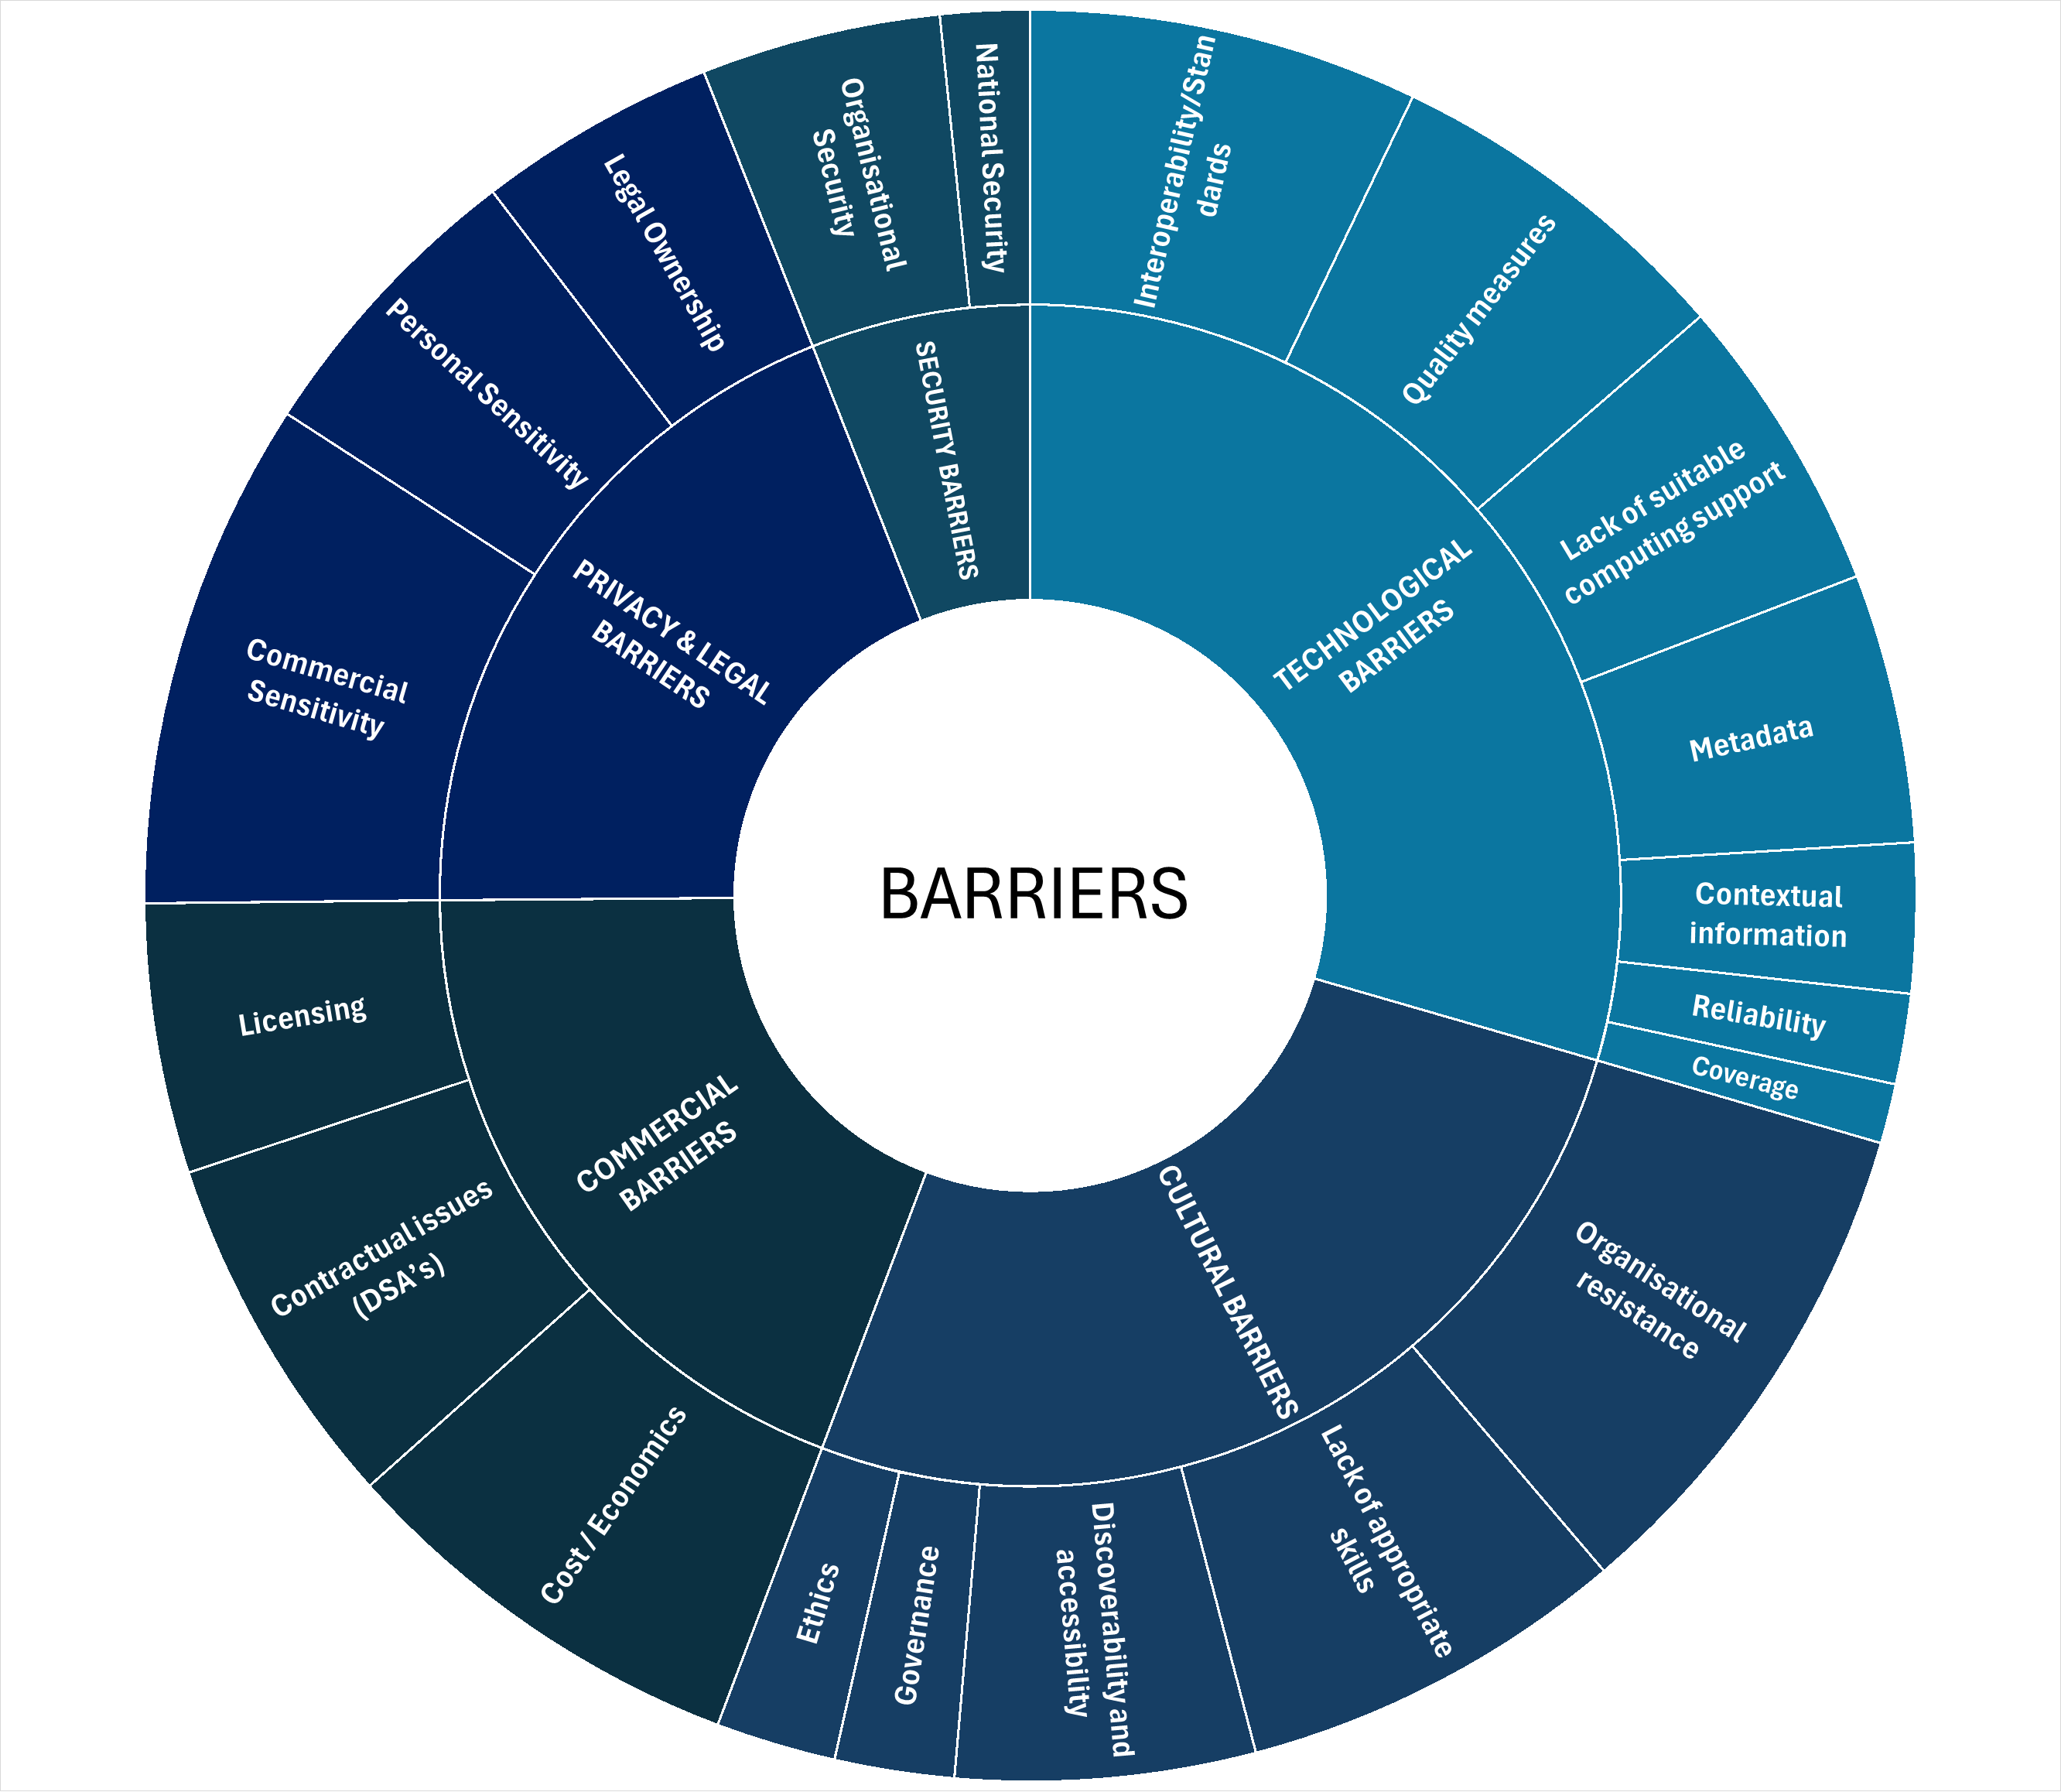 BARRIERS
TECHNOLOGICAL
BARRIERS
Interoperability/Stan
dards
Quality measures
Lack of suitable
computing support
Metadata
Contextual
information
Reliability
Coverage
CULTURAL BARRIERS
Organisational
resistance
Lack of appropriate
skills
Discoverability and
accessibility
Governance
Ethics
COMMERCIAL
BARRIERS
Cost / Economics
Contractual issues
(DSA’s)
Licensing
PRIVACY & LEGAL
BARRIERS
Commercial
Sensitivity
Personal Sensitivity
Legal Ownership
SECURITY BARRIERS
Organisational
Security
National Security